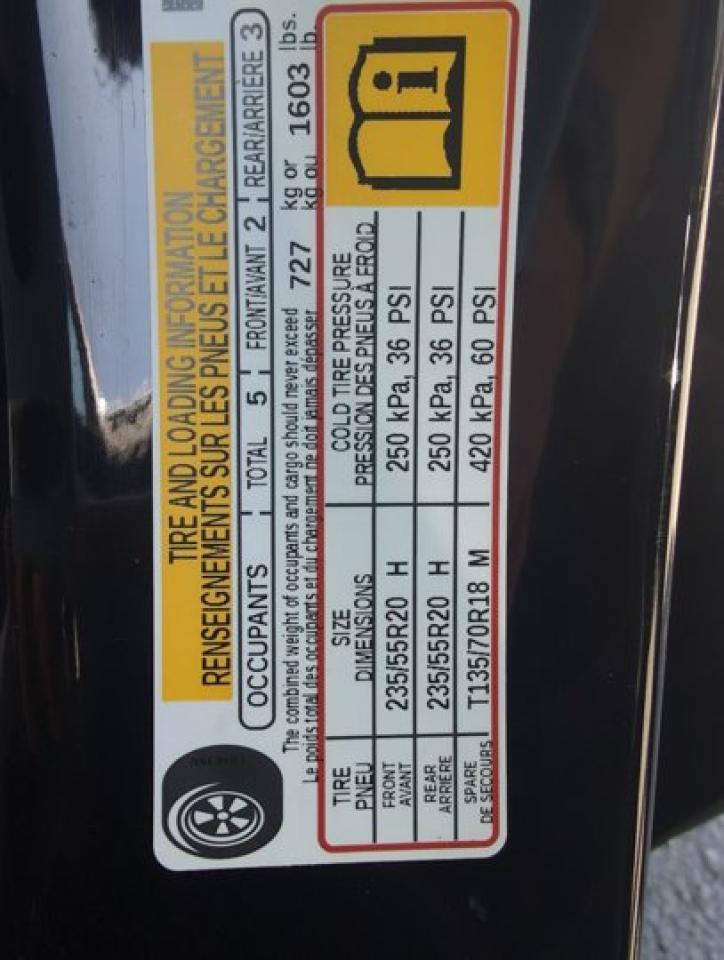 TIRE AND LOADING INFORMATION
RENSEIGNEMENTS SUR LES PNEUS ET LE CHARGEMENT
OCCUPANTS TOTAL 5 FRONT/AVANT 2 REAR/ARRIÈRE 3
The combined weight of occupants and cargo should never exceed 727 kg or 1603 lbs.
Le poids total des occupants et du chargement ne doit jamais dépasser kg ou lb.
TIRE SIZE COLD TIRE PRESSURE
PNEU DIMENSIONS PRESSION DES PNEUS À FROID
FRONT
AVANT 235/55R20 H 250 kPa, 36 PSI
REAR
ARRIÈRE 235/55R20 H 250 kPa, 36 PSI
SPARE
DE SECOURS T135/70R18 M 420 kPa, 60 PSI